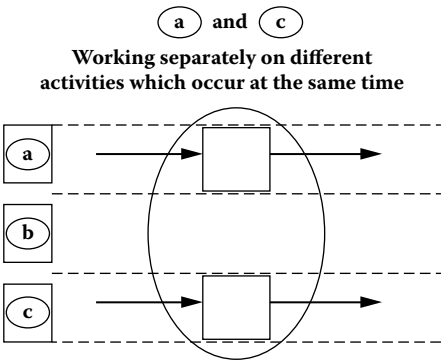 a and c
Working separately on different
activities which occur at the same time
a
b
c